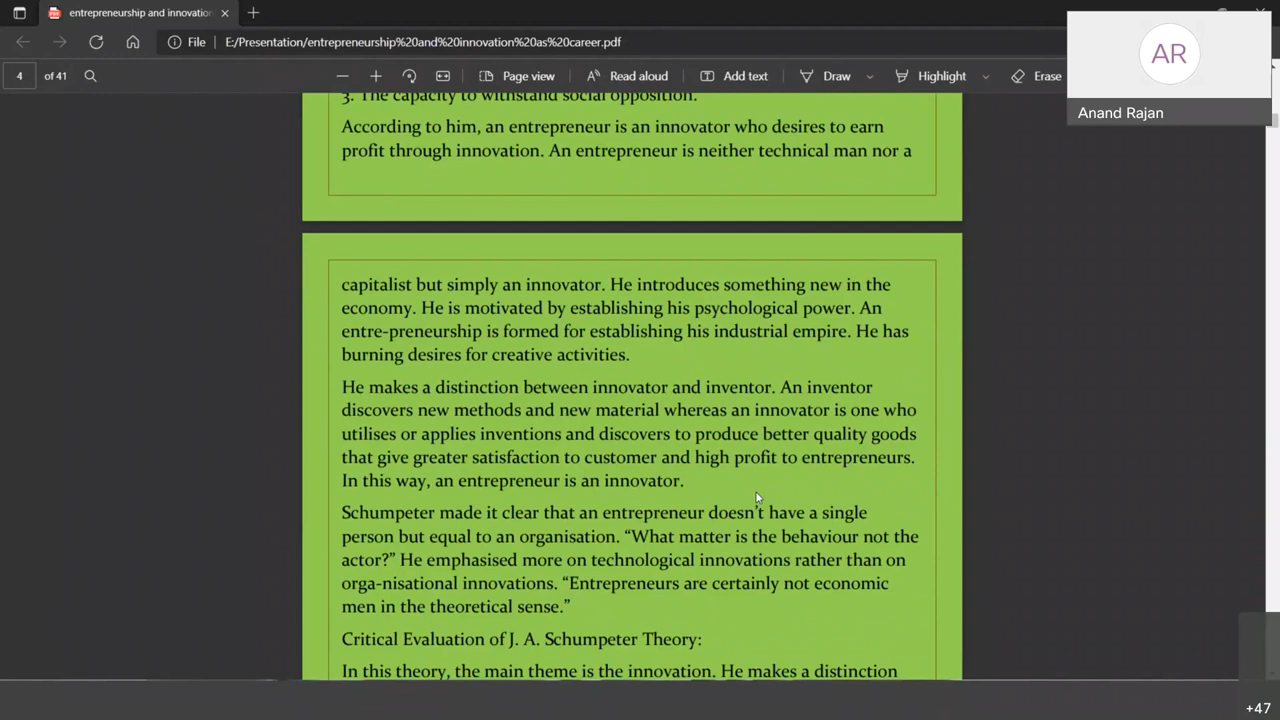 entrepreneurship and innovation
File
E:/Presentation/entrepreneurship%20and%20innovation%20as%20career.pdf
AR
Anand Rajan
4 of 41
Page view
Read aloud
Add text
Draw
Highlight
Erase
3. The capacity to withstand social opposition.
According to him, an entrepreneur is an innovator who desires to earn
profit through innovation. An entrepreneur is neither technical man nor a
capitalist but simply an innovator. He introduces something new in the
economy. He is motivated by establishing his psychological power. An
entre-preneurship is formed for establishing his industrial empire. He has
burning desires for creative activities.
He makes a distinction between innovator and inventor. An inventor
discovers new methods and new material whereas an innovator is one who
utilises or applies inventions and discovers to produce better quality goods
that give greater satisfaction to customer and high profit to entrepreneurs.
In this way, an entrepreneur is an innovator.
Schumpeter made it clear that an entrepreneur doesn't have a single
person but equal to an organisation. “What matter is the behaviour not the
actor?” He emphasised more on technological innovations rather than on
orga-nisational innovations. “Entrepreneurs are certainly not economic
men in the theoretical sense.”
Critical Evaluation of J. A. Schumpeter Theory:
In this theory, the main theme is the innovation. He makes a distinction
+47